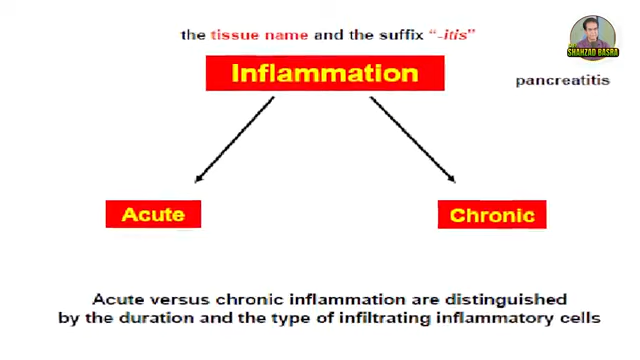 the tissue name and the suffix “-itis”
SHAHZAD BASRA
Inflammation
pancreatitis
Acute
Chronic
Acute versus chronic inflammation are distinguished
by the duration and the type of infiltrating inflammatory cells